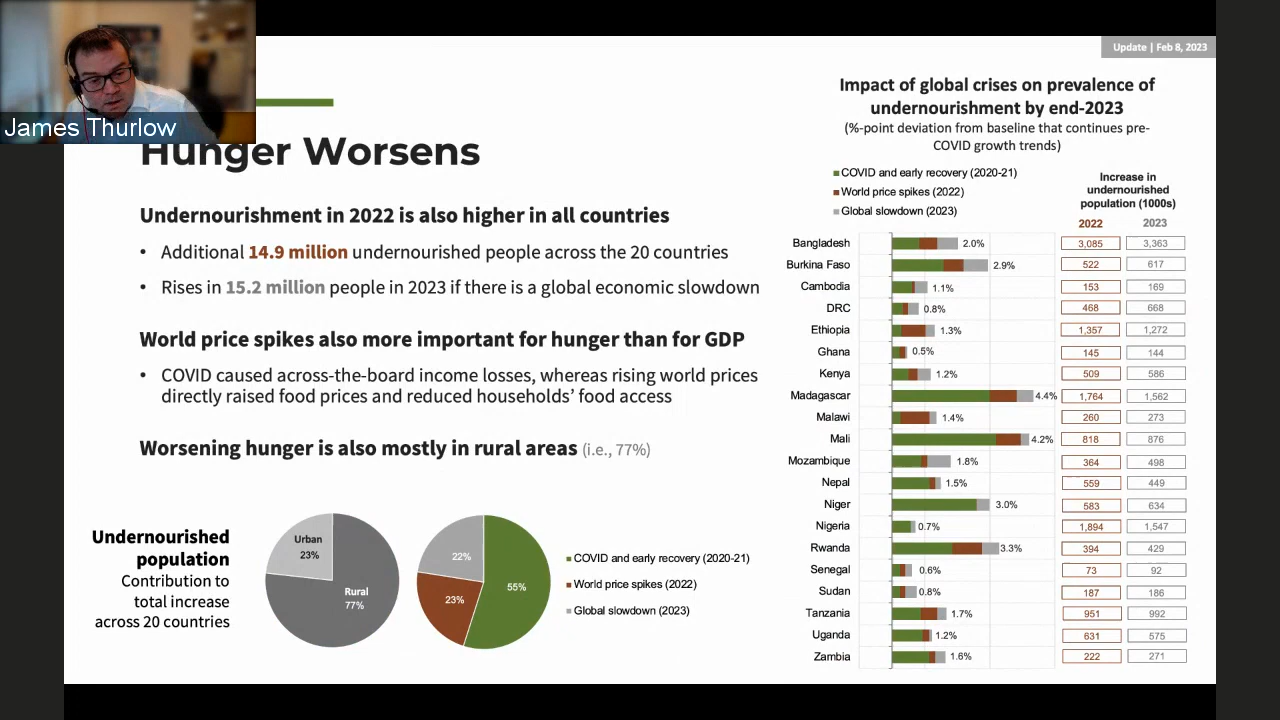 James Thurlow
Update | Feb 8, 2023
Hunger Worsens
Undernourishment in 2022 is also higher in all countries
• Additional 14.9 million undernourished people across the 20 countries
• Rises in 15.2 million people in 2023 if there is a global economic slowdown
World price spikes also more important for hunger than for GDP
• COVID caused across-the-board income losses, whereas rising world prices
directly raised food prices and reduced households' food access
Worsening hunger is also mostly in rural areas (i.e., 77%)
Undernourished
population
Contribution to
total increase
across 20 countries
Urban
23%
Rural
77%
22%
23%
55%
COVID and early recovery (2020-21)
World price spikes (2022)
Global slowdown (2023)
Impact of global crises on prevalence of
undernourishment by end-2023
(%-point deviation from baseline that continues pre-
COVID growth trends)
COVID and early recovery (2020-21)
World price spikes (2022)
Global slowdown (2023)
Increase in
undernourished
population (1000s)
2022 2023
Bangladesh 2.0% 3,085 3,363
Burkina Faso 2.9% 522 617
Cambodia 1.1% 153 169
DRC 0.8% 468 668
Ethiopia 1.3% 1,357 1,272
Ghana 0.5% 145 144
Kenya 1.2% 509 586
Madagascar 4.4% 1,764 1,562
Malawi 1.4% 260 273
Mali 4.2% 818 876
Mozambique 1.8% 364 498
Nepal 1.5% 559 449
Niger 3.0% 583 634
Nigeria 0.7% 1,894 1,547
Rwanda 3.3% 394 429
Senegal 0.6% 73 92
Sudan 0.8% 187 186
Tanzania 1.7% 951 992
Uganda 1.2% 631 575
Zambia 1.6% 222 271